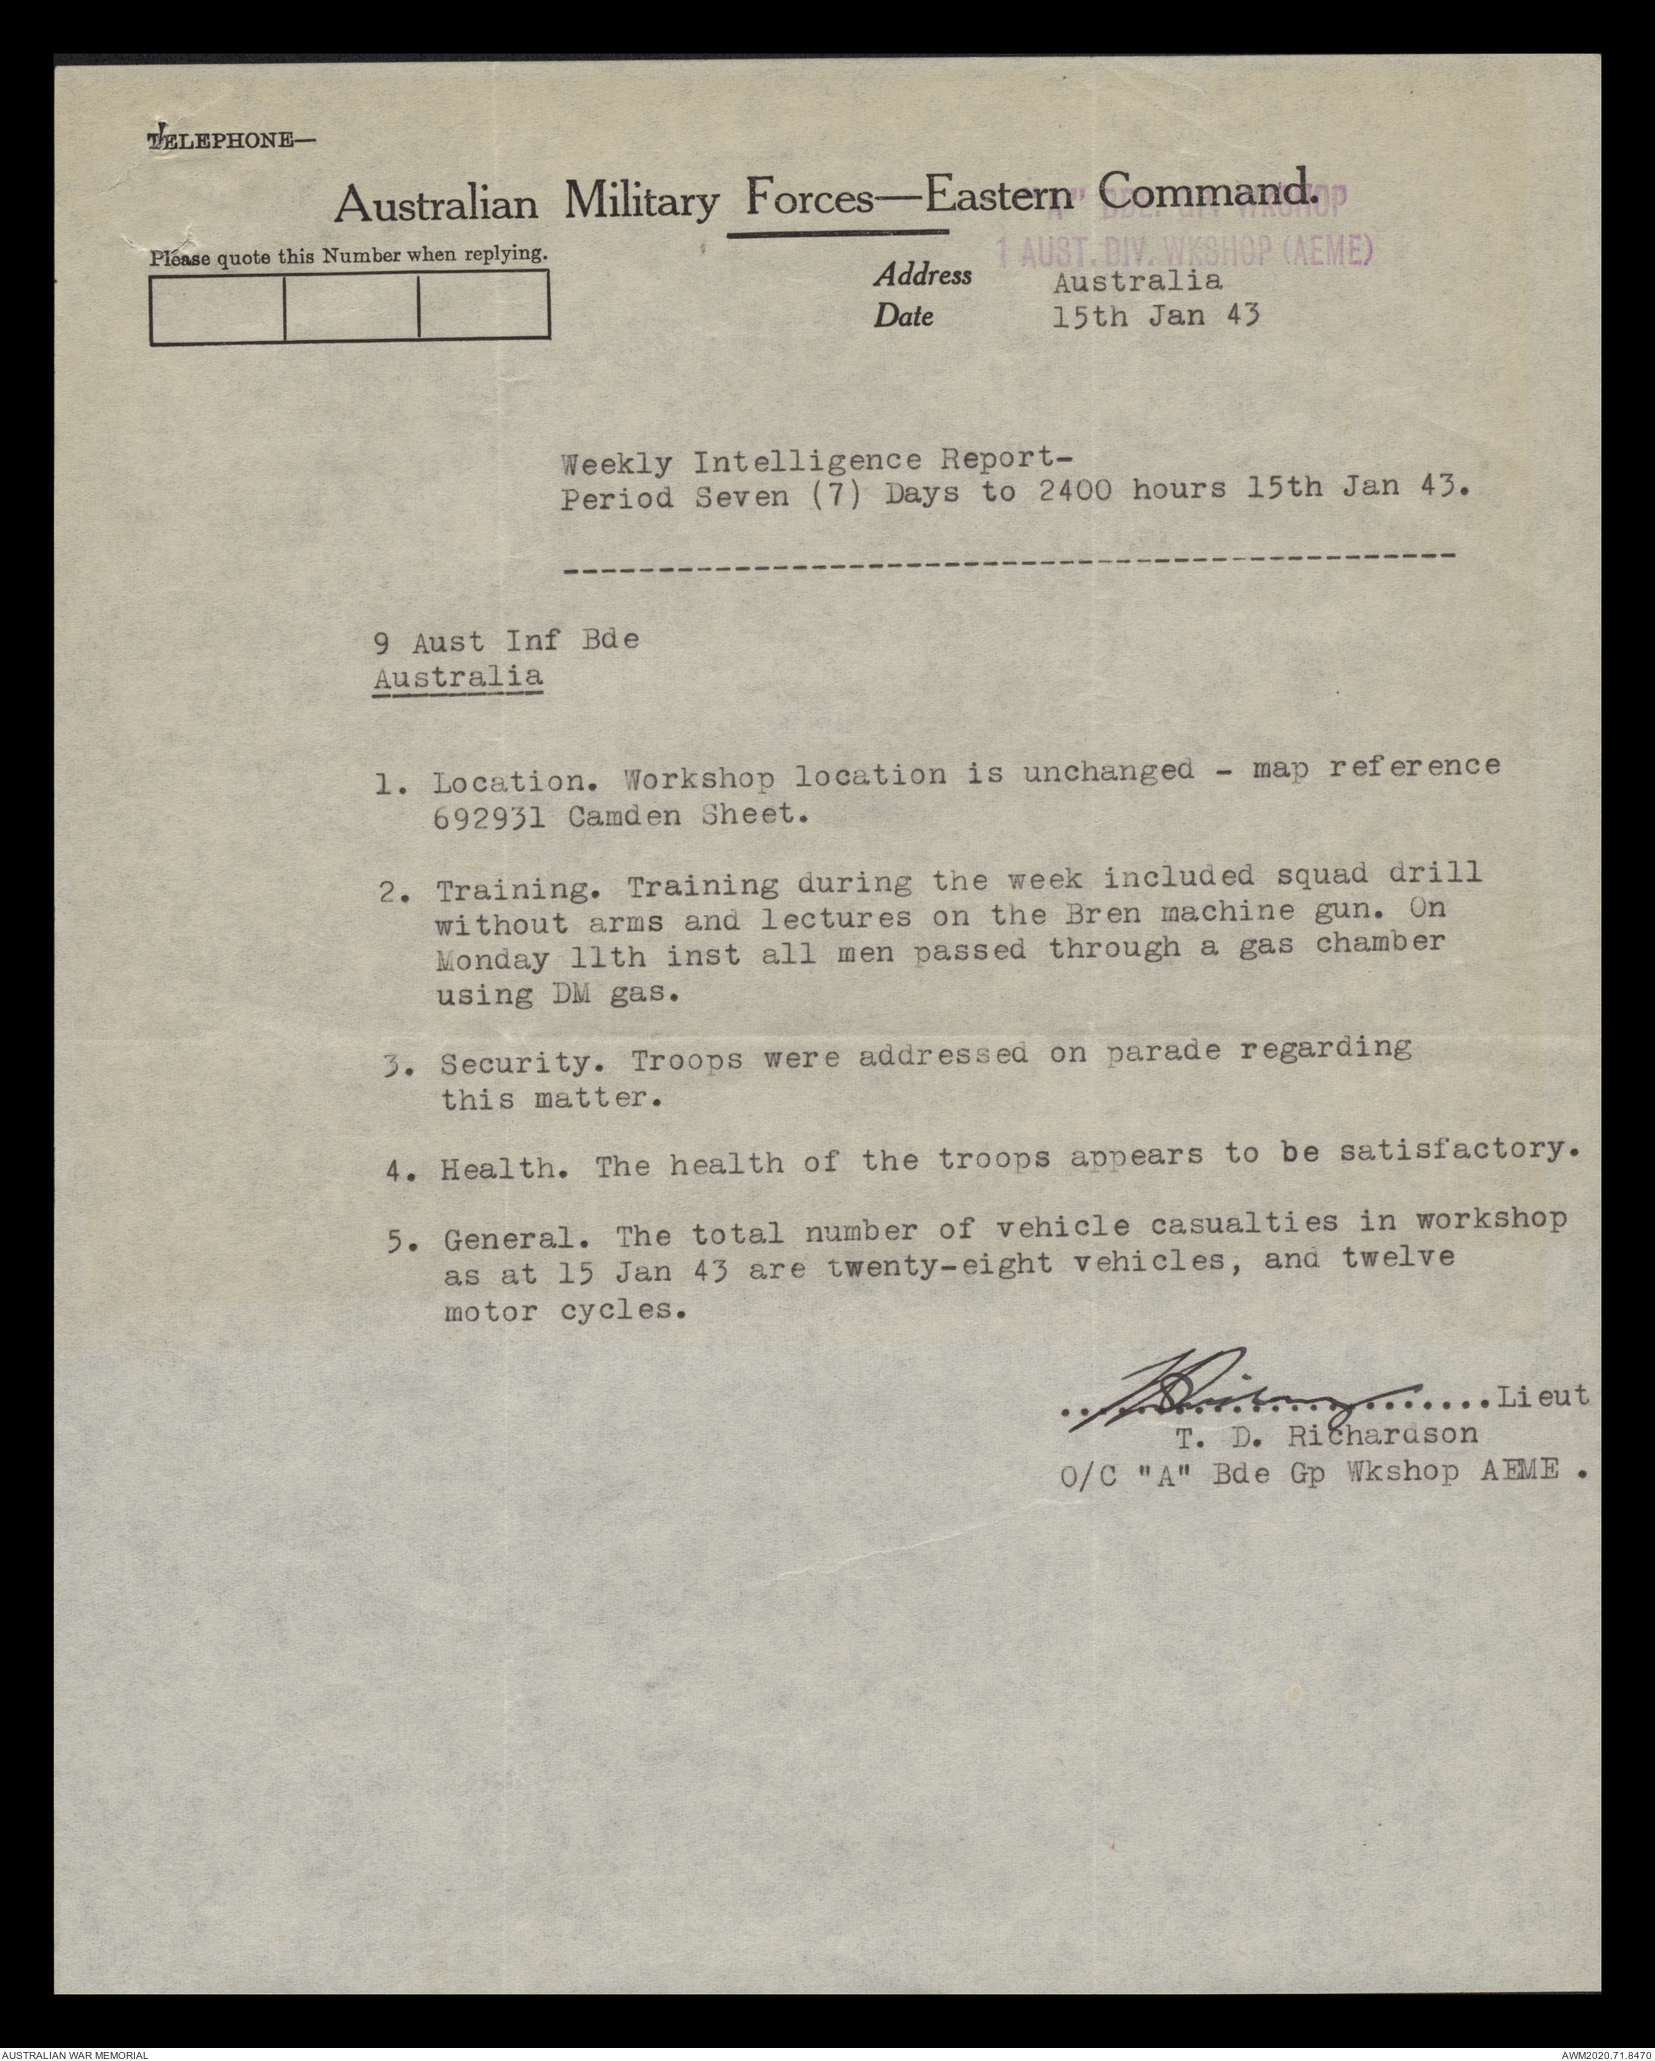 TELEPHONE—
Australian Military Forces—Eastern Command.
WKSHOP
1 AUST. DIV. WKSHOP (AEME)
Please quote this Number when replying.
Address Australia
Date 15th Jan 43
Weekly Intelligence Report-
Period Seven (7) Days to 2400 hours 15th Jan 43.
9 Aust Inf Bde
Australia
1. Location. Workshop location is unchanged - map reference
692931 Camden Sheet.
2. Training. Training during the week included squad drill
without arms and lectures on the Bren machine gun. On
Monday 11th inst all men passed through a gas chamber
using DM gas.
3. Security. Troops were addressed on parade regarding
this matter.
4. Health. The health of the troops appears to be satisfactory.
5. General. The total number of vehicle casualties in workshop
as at 15 Jan 43 are twenty-eight vehicles, and twelve
motor cycles.
Lieut
T. D. Richardson
O/C "A" Bde Gp Wkshop AEME .
AUSTRALIAN WAR MEMORIAL
AWM2020.71.8470